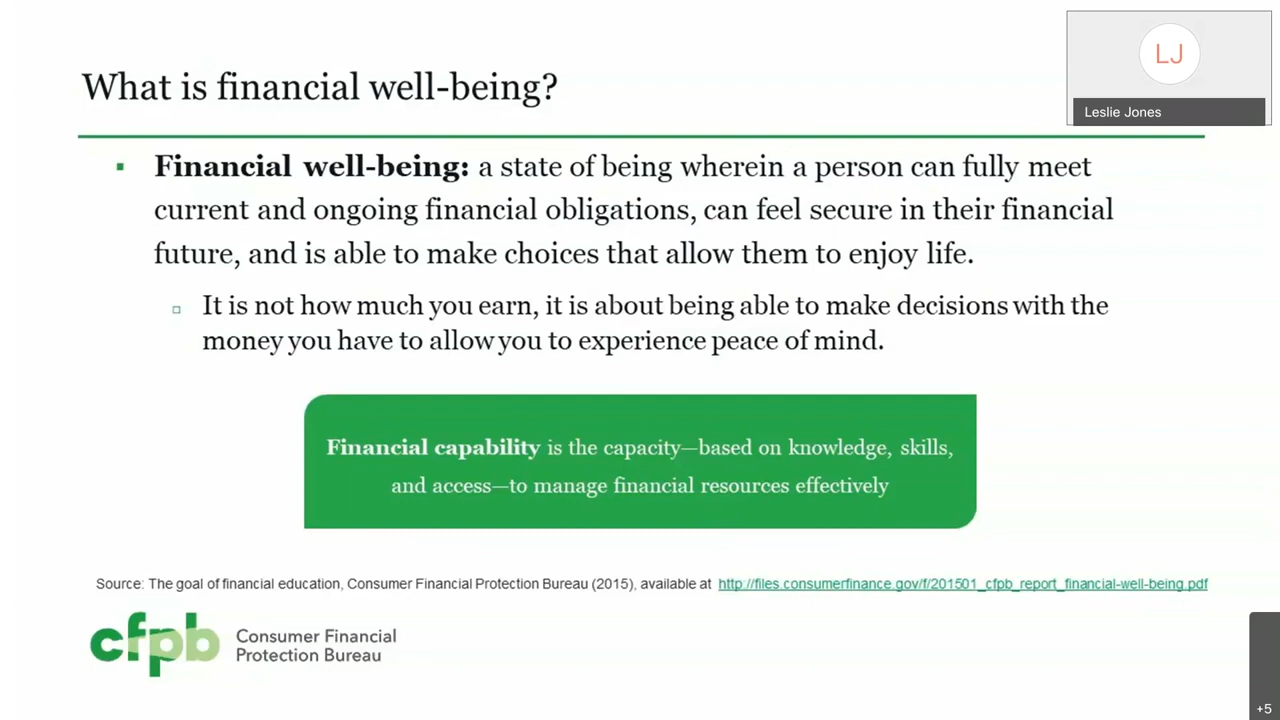 What is financial well-being?
LJ
Leslie Jones
▪ Financial well-being: a state of being wherein a person can fully meet
current and ongoing financial obligations, can feel secure in their financial
future, and is able to make choices that allow them to enjoy life.
▫ It is not how much you earn, it is about being able to make decisions with the
money you have to allow you to experience peace of mind.
Financial capability is the capacity—based on knowledge, skills,
and access—to manage financial resources effectively
Source: The goal of financial education, Consumer Financial Protection Bureau (2015), available at http://files.consumerfinance.gov/f/201501_cfpb_report_financial-well-being.pdf
cfpb
Consumer Financial
Protection Bureau
+5